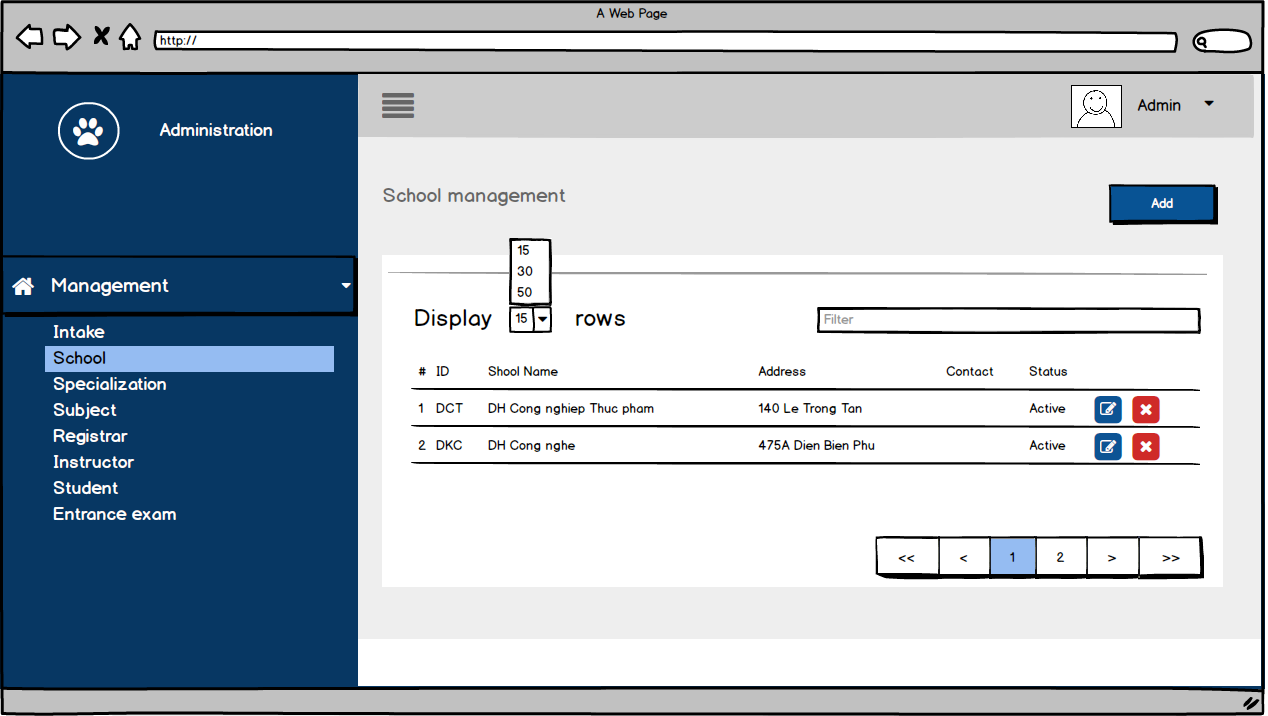 A Web Page
http://
Administration
Admin
School management
Add
Management
Intake
School
Specialization
Subject
Registrar
Instructor
Student
Entrance exam
15
30
50
Display 15 rows
Filter
# ID Shool Name Address Contact Status
1 DCT DH Cong nghiep Thuc pham 140 Le Trong Tan Active
2 DKC DH Cong nghe 475A Dien Bien Phu Active
<< < 1 2 > >>